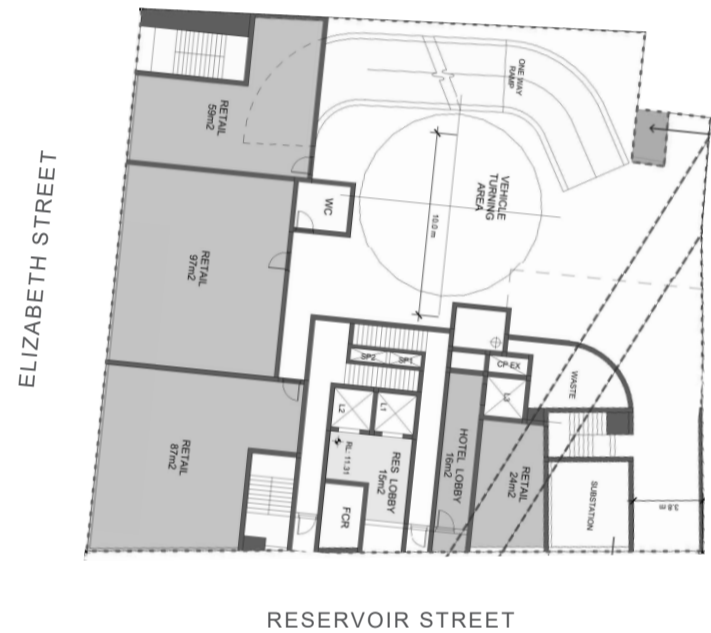 ELIZABETH STREET
RETAIL
59m2
ONE WAY
RAMP
VEHICLE
TURNING
AREA
10.0 m
WC
RETAIL
97m2
SP2
SP1
CP EX
WASTE
L2
L1
L3
RL: 11.31
RES LOBBY
15m2
HOTEL LOBBY
16m2
RETAIL
87m2
RETAIL
24m2
FCR
SUBSTATION
3.8 m
RESERVOIR STREET